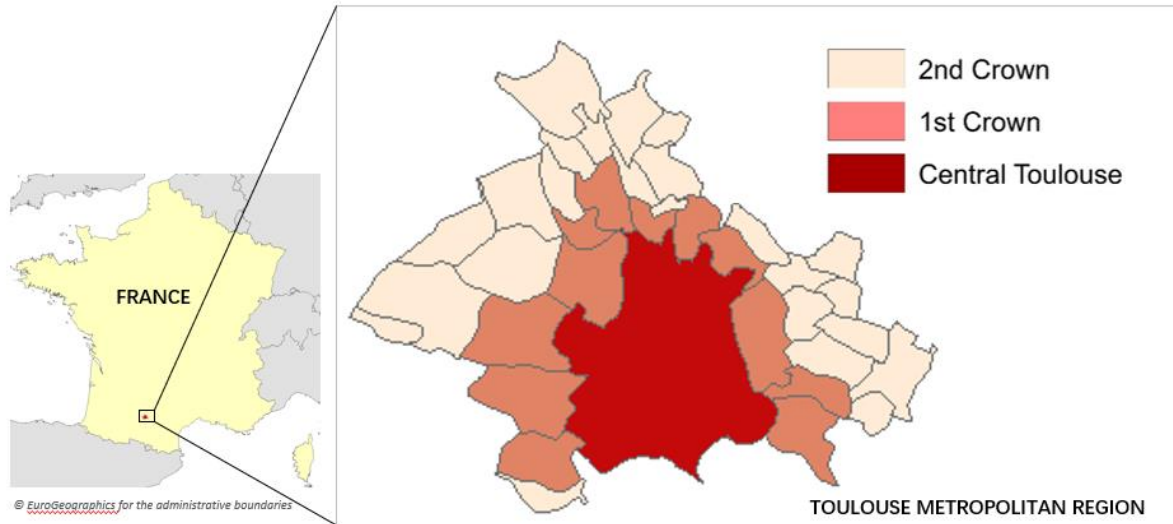 2nd Crown
1st Crown
Central Toulouse
FRANCE
© EuroGeographics for the administrative boundaries
TOULOUSE METROPOLITAN REGION